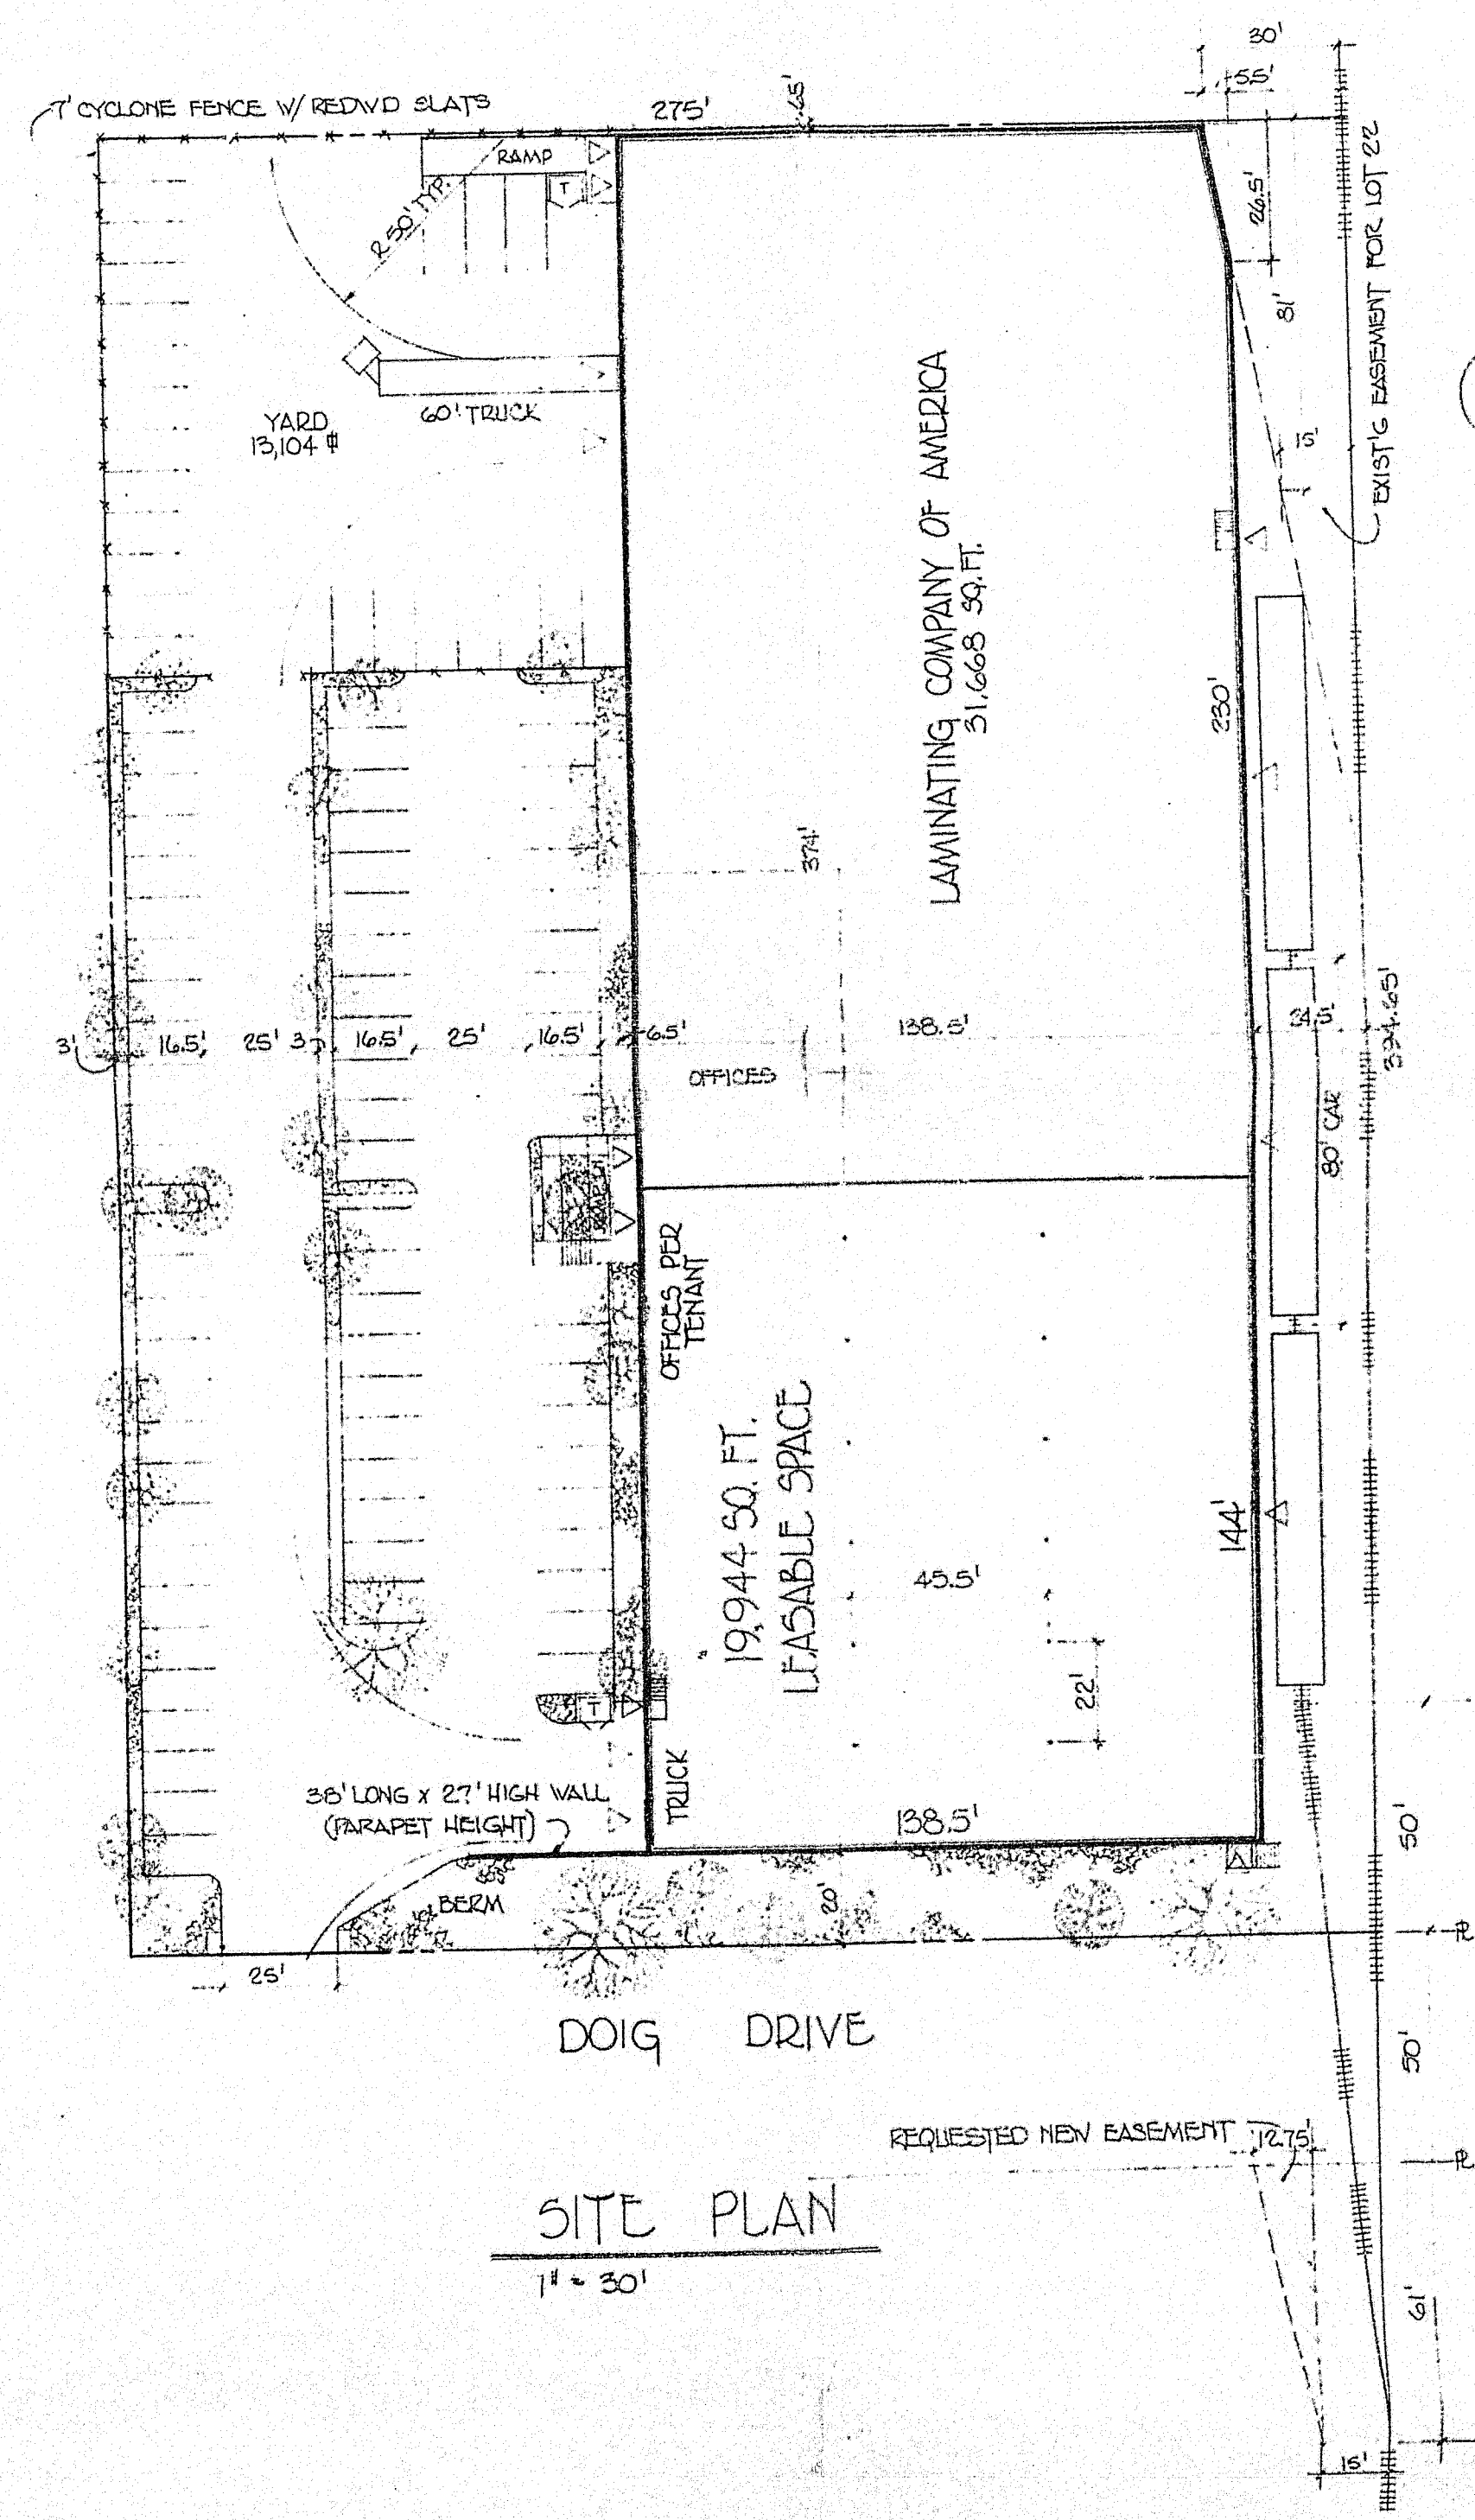 30'
5.5'
7' CYCLONE FENCE W/ REDWD SLATS
275'
.65'
RAMP
T
R 50' TYP.
26.5'
81'
EXIST'G EASEMENT FOR LOT 22
60' TRUCK
YARD
13,104 ⌗
15'
LAMINATING COMPANY OF AMERICA
31,668 SQ. FT.
230'
374'
3'
16.5'
25'
3'
16.5'
25'
16.5'
6.5'
138.5'
24.5'
394.65'
OFFICES
80' CAR
OFFICES PER
TENANT
19,944 SQ. FT.
LEASABLE SPACE
144'
45.5'
22'
T
TRUCK
38' LONG x 27' HIGH WALL
(PARAPET HEIGHT)
138.5'
50'
BERM
20'
PL
25'
DOIG DRIVE
50'
REQUESTED NEW EASEMENT
12.75'
PL
SITE PLAN
1" = 30'
61'
15'